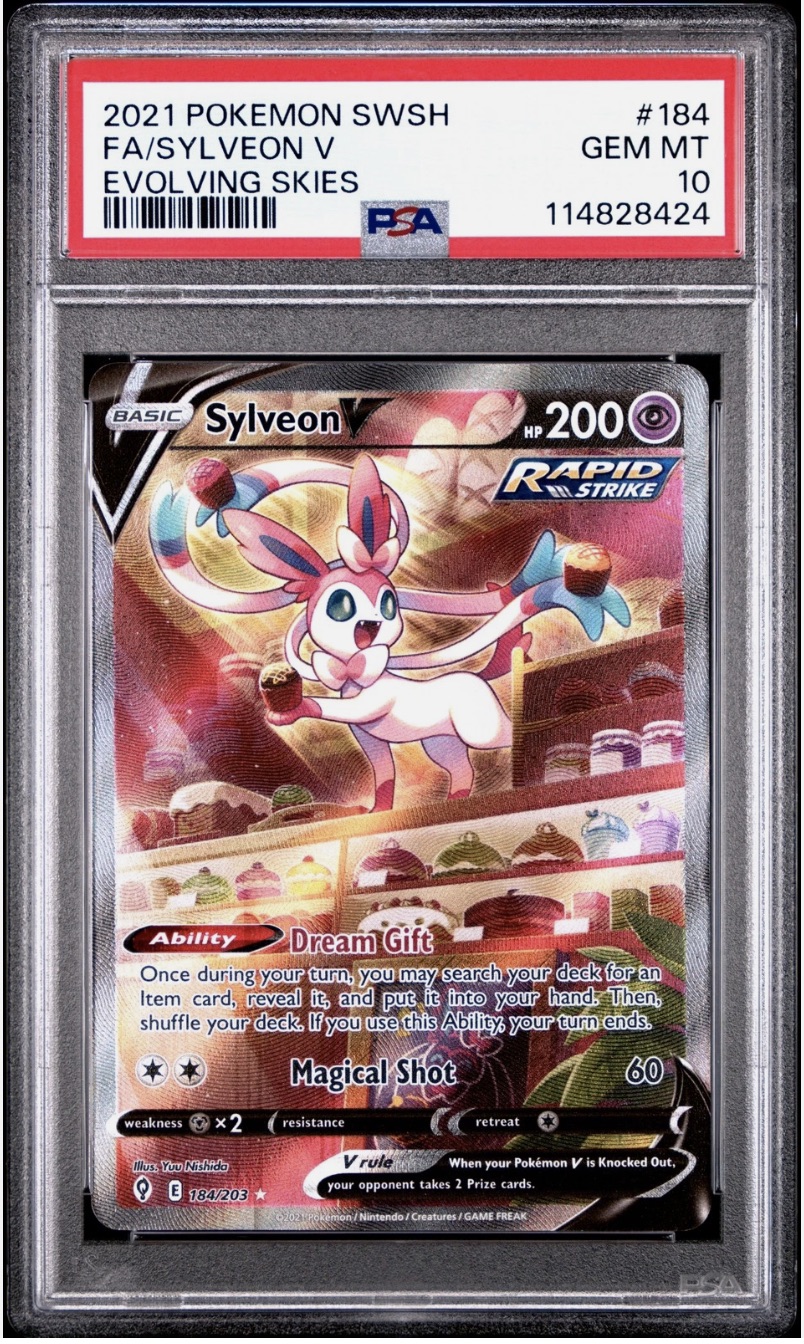 2021 POKEMON SWSH #184
FA/SYLVEON V GEM MT
EVOLVING SKIES 10
PSA 114828424
BASIC Sylveon V HP 200
RAPID STRIKE
Ability Dream Gift
Once during your turn, you may search your deck for an
Item card, reveal it, and put it into your hand. Then,
shuffle your deck. If you use this Ability, your turn ends.
Magical Shot 60
weakness ×2 resistance retreat
Illus. Yuu Nishida
V rule When your Pokémon V is Knocked Out,
your opponent takes 2 Prize cards.
E 184/203
©2021 Pokémon / Nintendo / Creatures / GAME FREAK
PSA